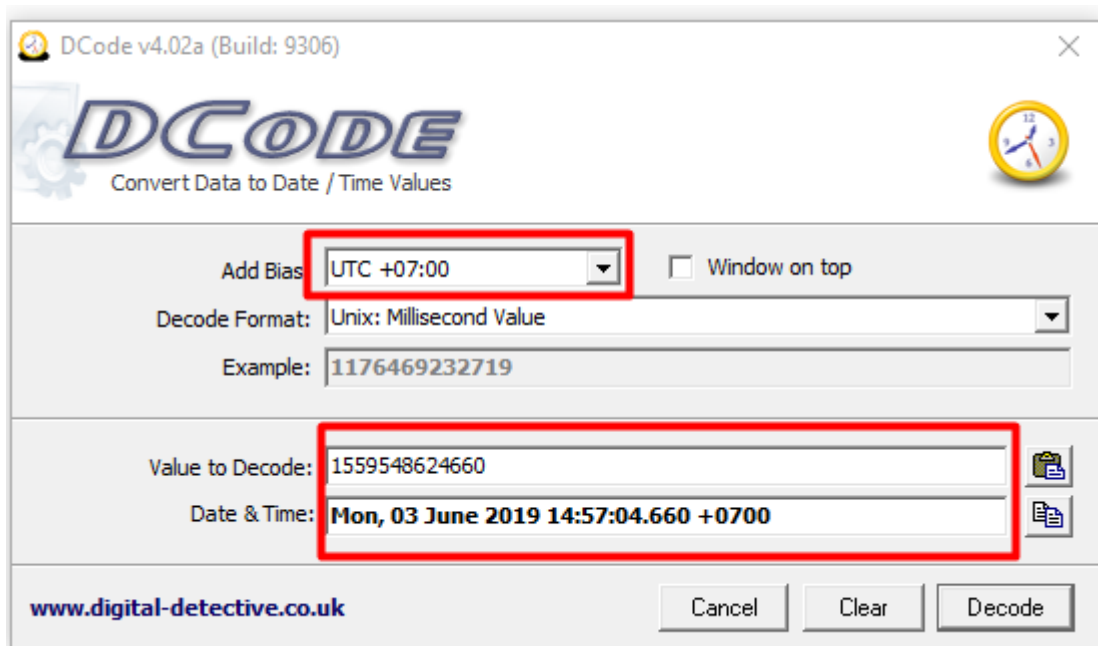 DCode v4.02a (Build: 9306)
DCODE
Convert Data to Date / Time Values
Add Bias UTC +07:00 Window on top
Decode Format: Unix: Millisecond Value
Example: 1176469232719
Value to Decode: 1559548624660
Date & Time: Mon, 03 June 2019 14:57:04.660 +0700
www.digital-detective.co.uk Cancel Clear Decode